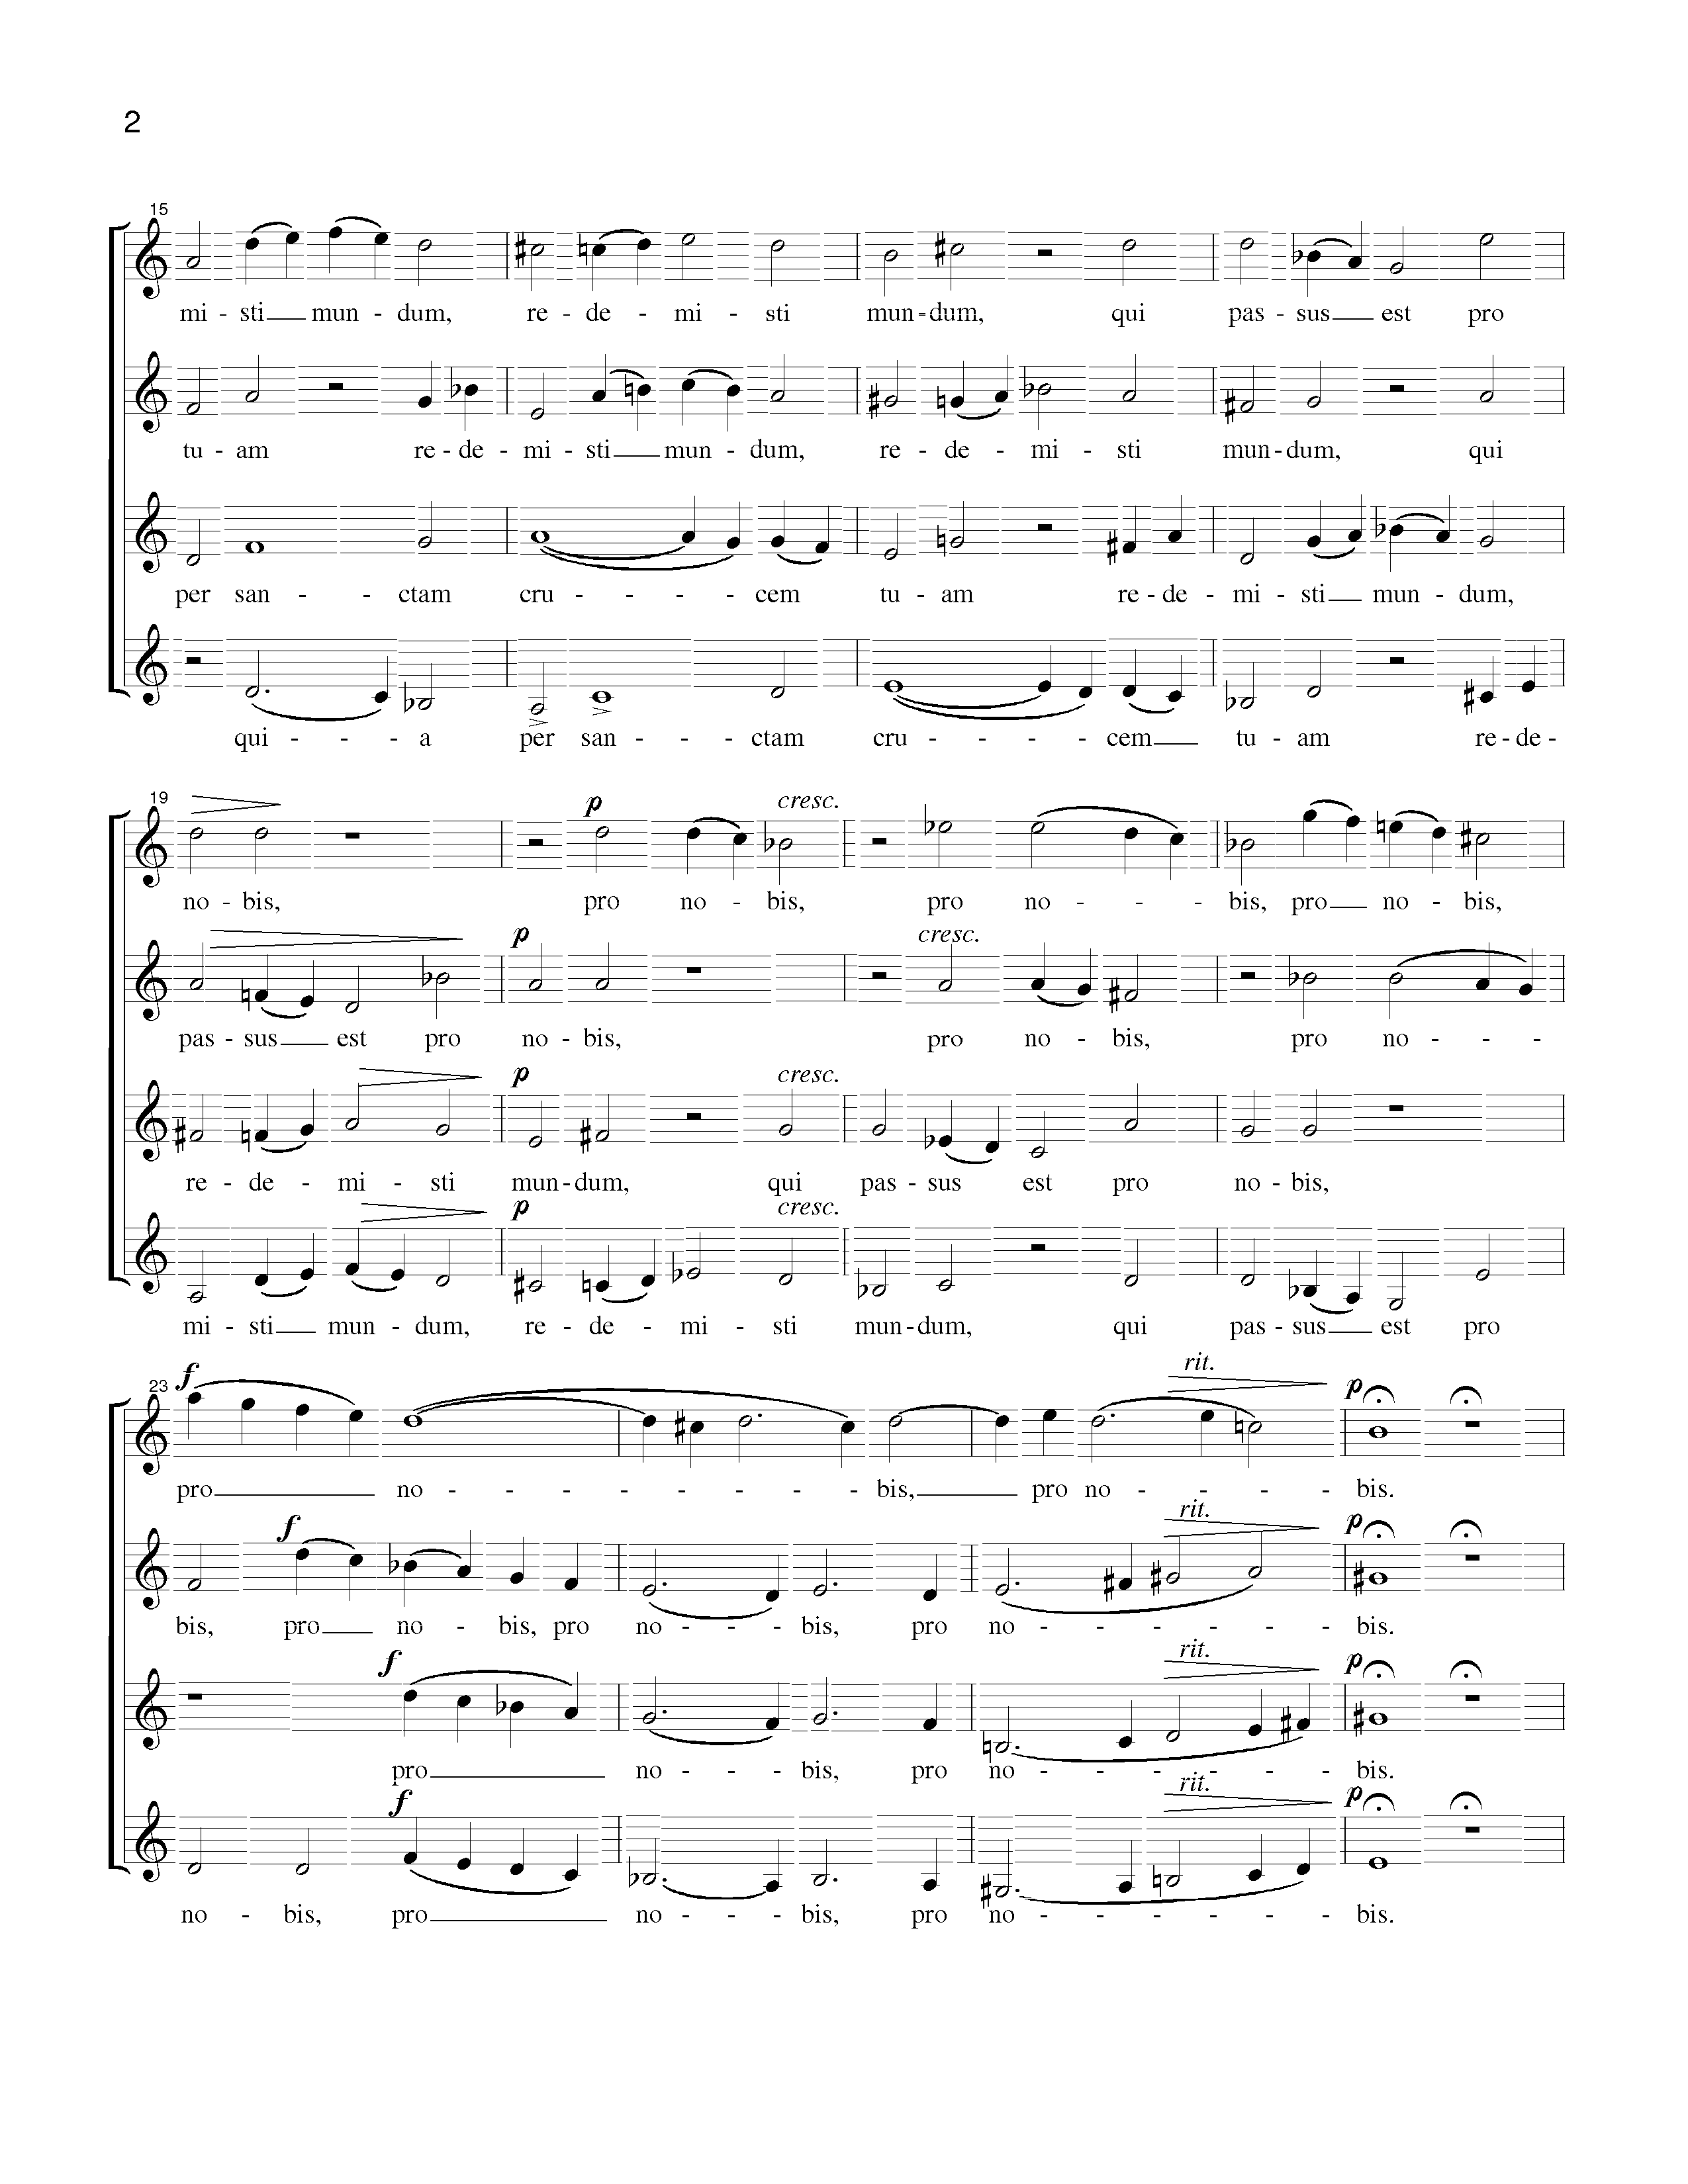 2
15
mi - sti mun - dum, re - de - mi - sti mun - dum, qui pas - sus est pro
tu - am re - de - mi - sti mun - dum, re - de - mi - sti mun - dum, qui
per san - - ctam cru - - - - cem tu - am re - de - mi - sti mun - dum,
qui - - - a per san - - - ctam cru - - - - cem tu - am re - de -
19
p cresc.
no - bis, pro no - bis, pro no - - - bis, pro no - bis,
p cresc.
pas - sus est pro no - bis, pro no - bis, pro no - - -
p cresc.
re - de - mi - sti mun - dum, qui pas - sus est pro no - bis,
p cresc.
mi - sti mun - dum, re - de - mi - sti mun - dum, qui pas - sus est pro
23
f rit. p
pro no - - - - - - - - bis, pro no - - - - bis.
f rit. p
bis, pro no - bis, pro no - - - bis, pro no - - - - - - bis.
f rit. p
pro no - - - bis, pro no - - - - - - bis.
f rit. p
no - bis, pro no - - - bis, pro no - - - - - - bis.